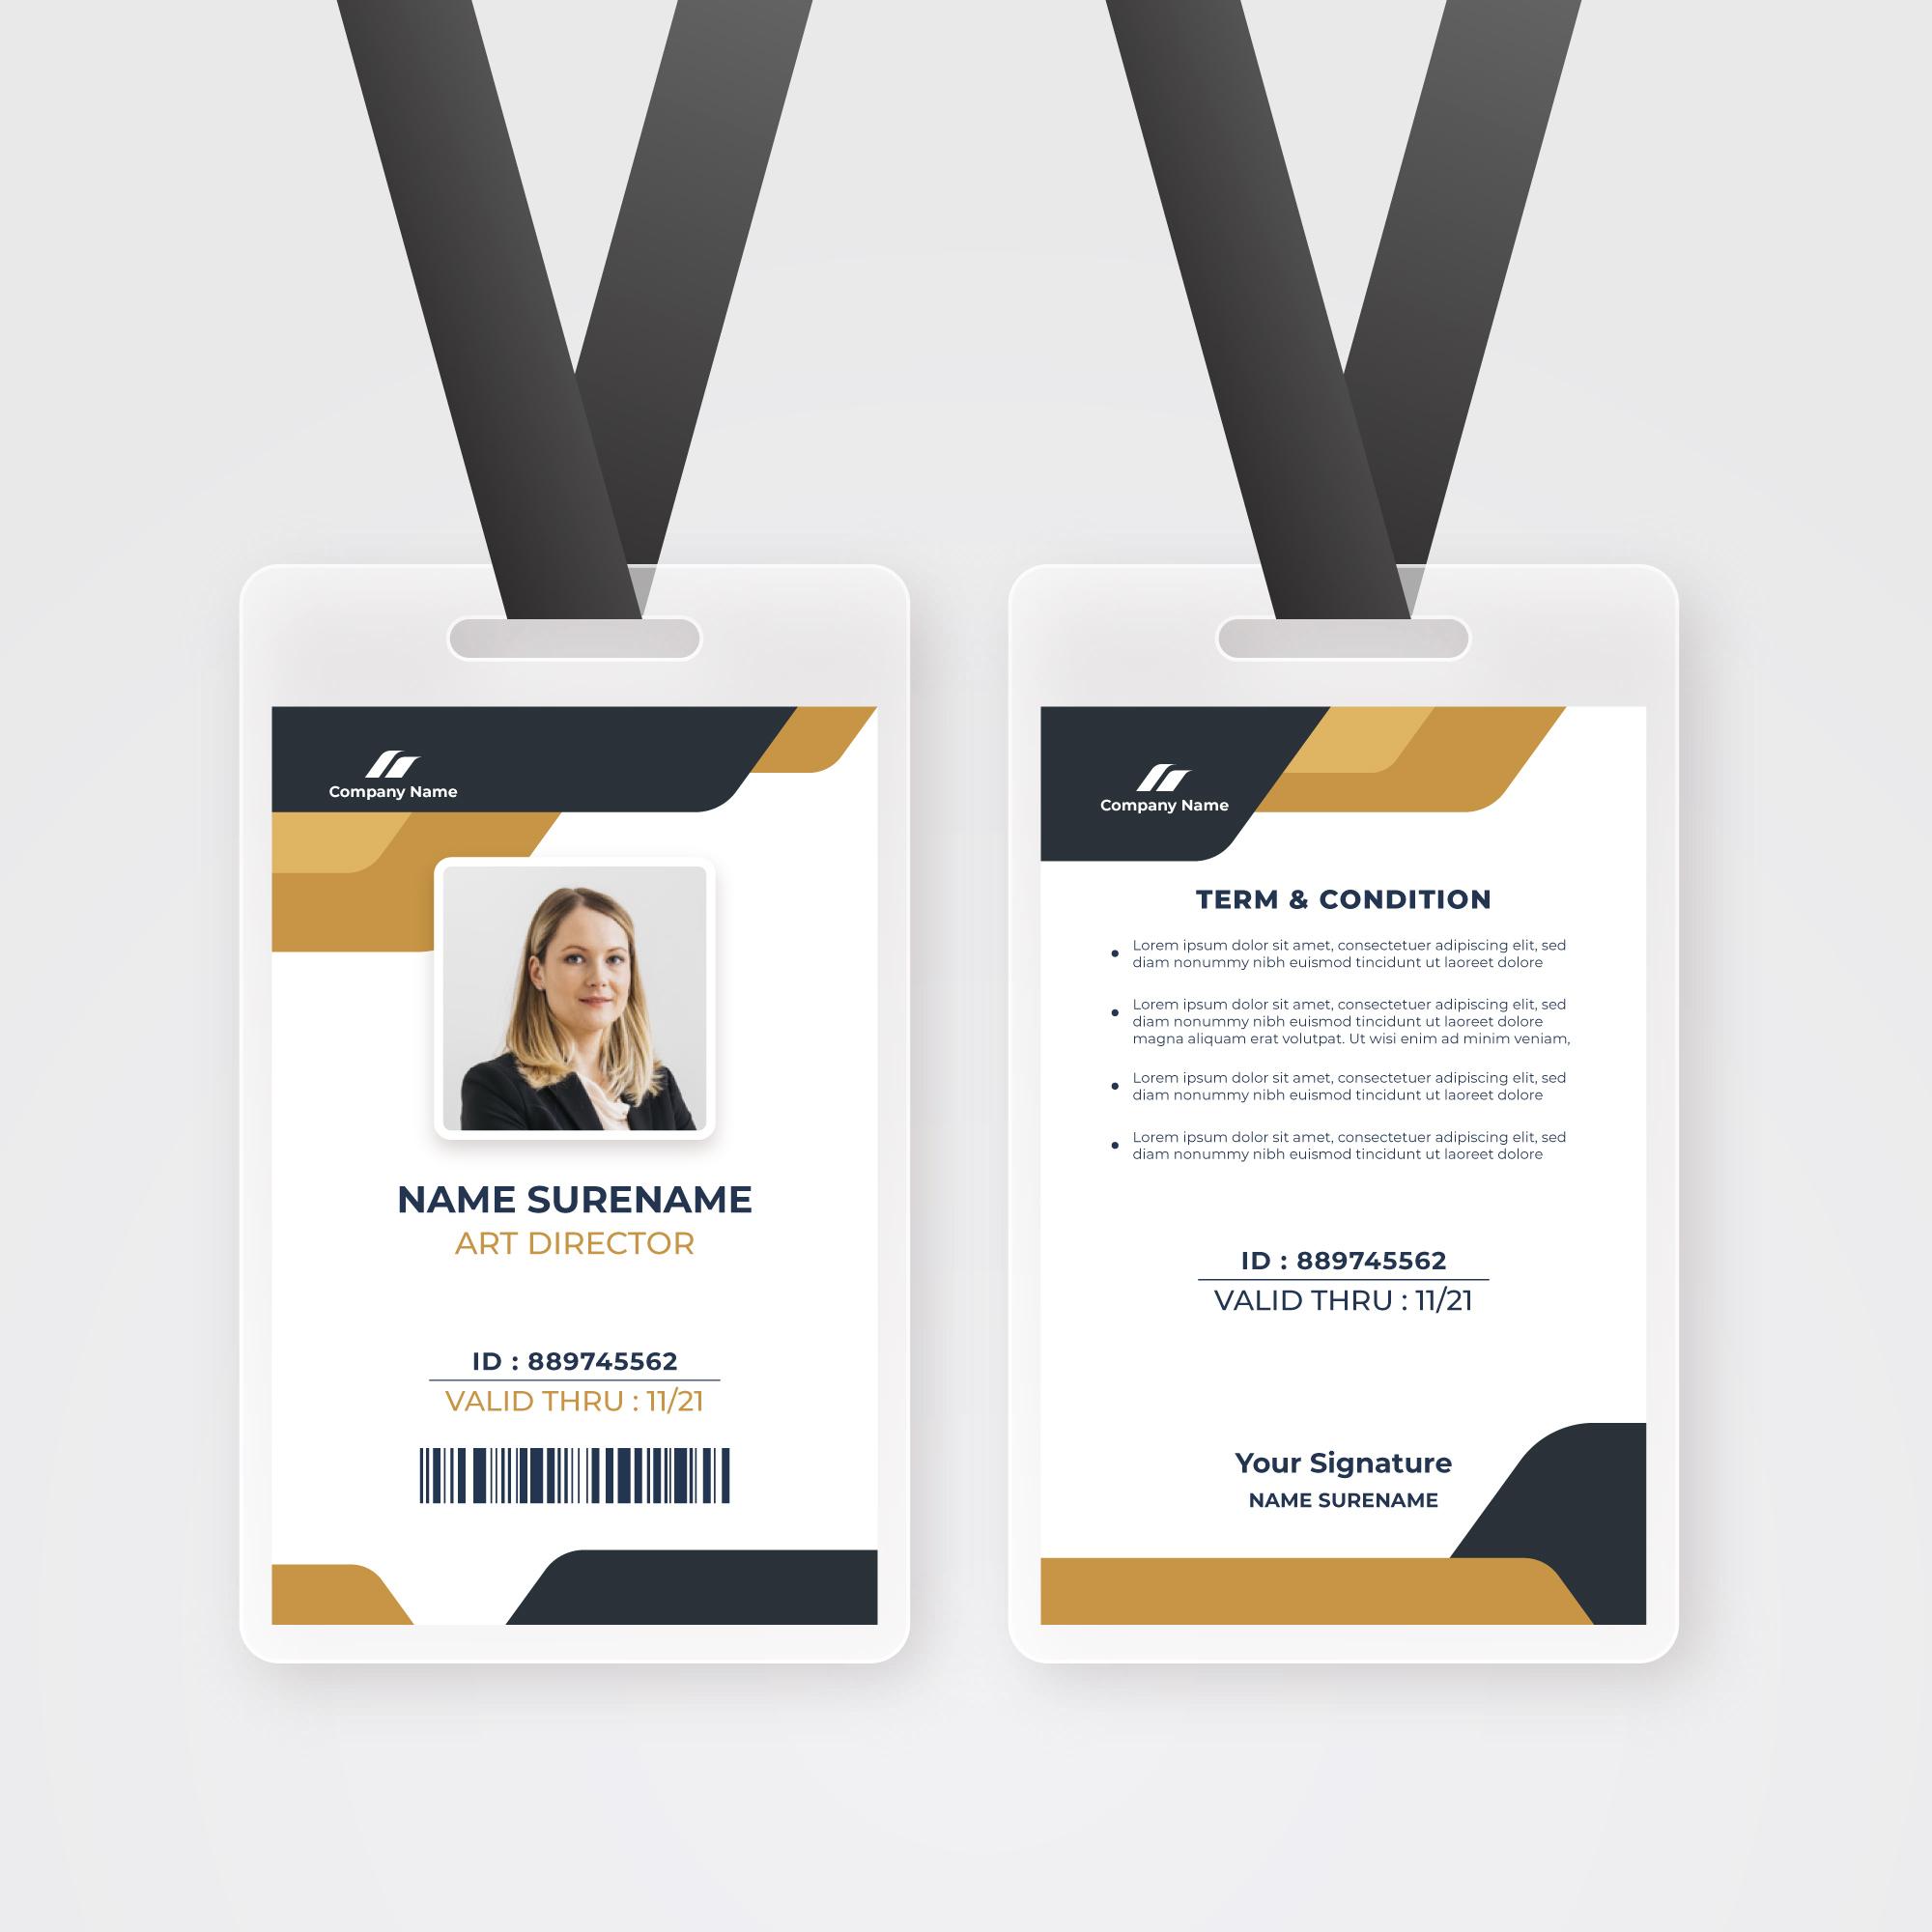 Company Name
NAME SURENAME
ART DIRECTOR
ID : 889745562
VALID THRU : 11/21
Company Name
TERM & CONDITION
• Lorem ipsum dolor sit amet, consectetuer adipiscing elit, sed
diam nonummy nibh euismod tincidunt ut laoreet dolore
• Lorem ipsum dolor sit amet, consectetuer adipiscing elit, sed
diam nonummy nibh euismod tincidunt ut laoreet dolore
magna aliquam erat volutpat. Ut wisi enim ad minim veniam,
• Lorem ipsum dolor sit amet, consectetuer adipiscing elit, sed
diam nonummy nibh euismod tincidunt ut laoreet dolore
• Lorem ipsum dolor sit amet, consectetuer adipiscing elit, sed
diam nonummy nibh euismod tincidunt ut laoreet dolore
ID : 889745562
VALID THRU : 11/21
Your Signature
NAME SURENAME